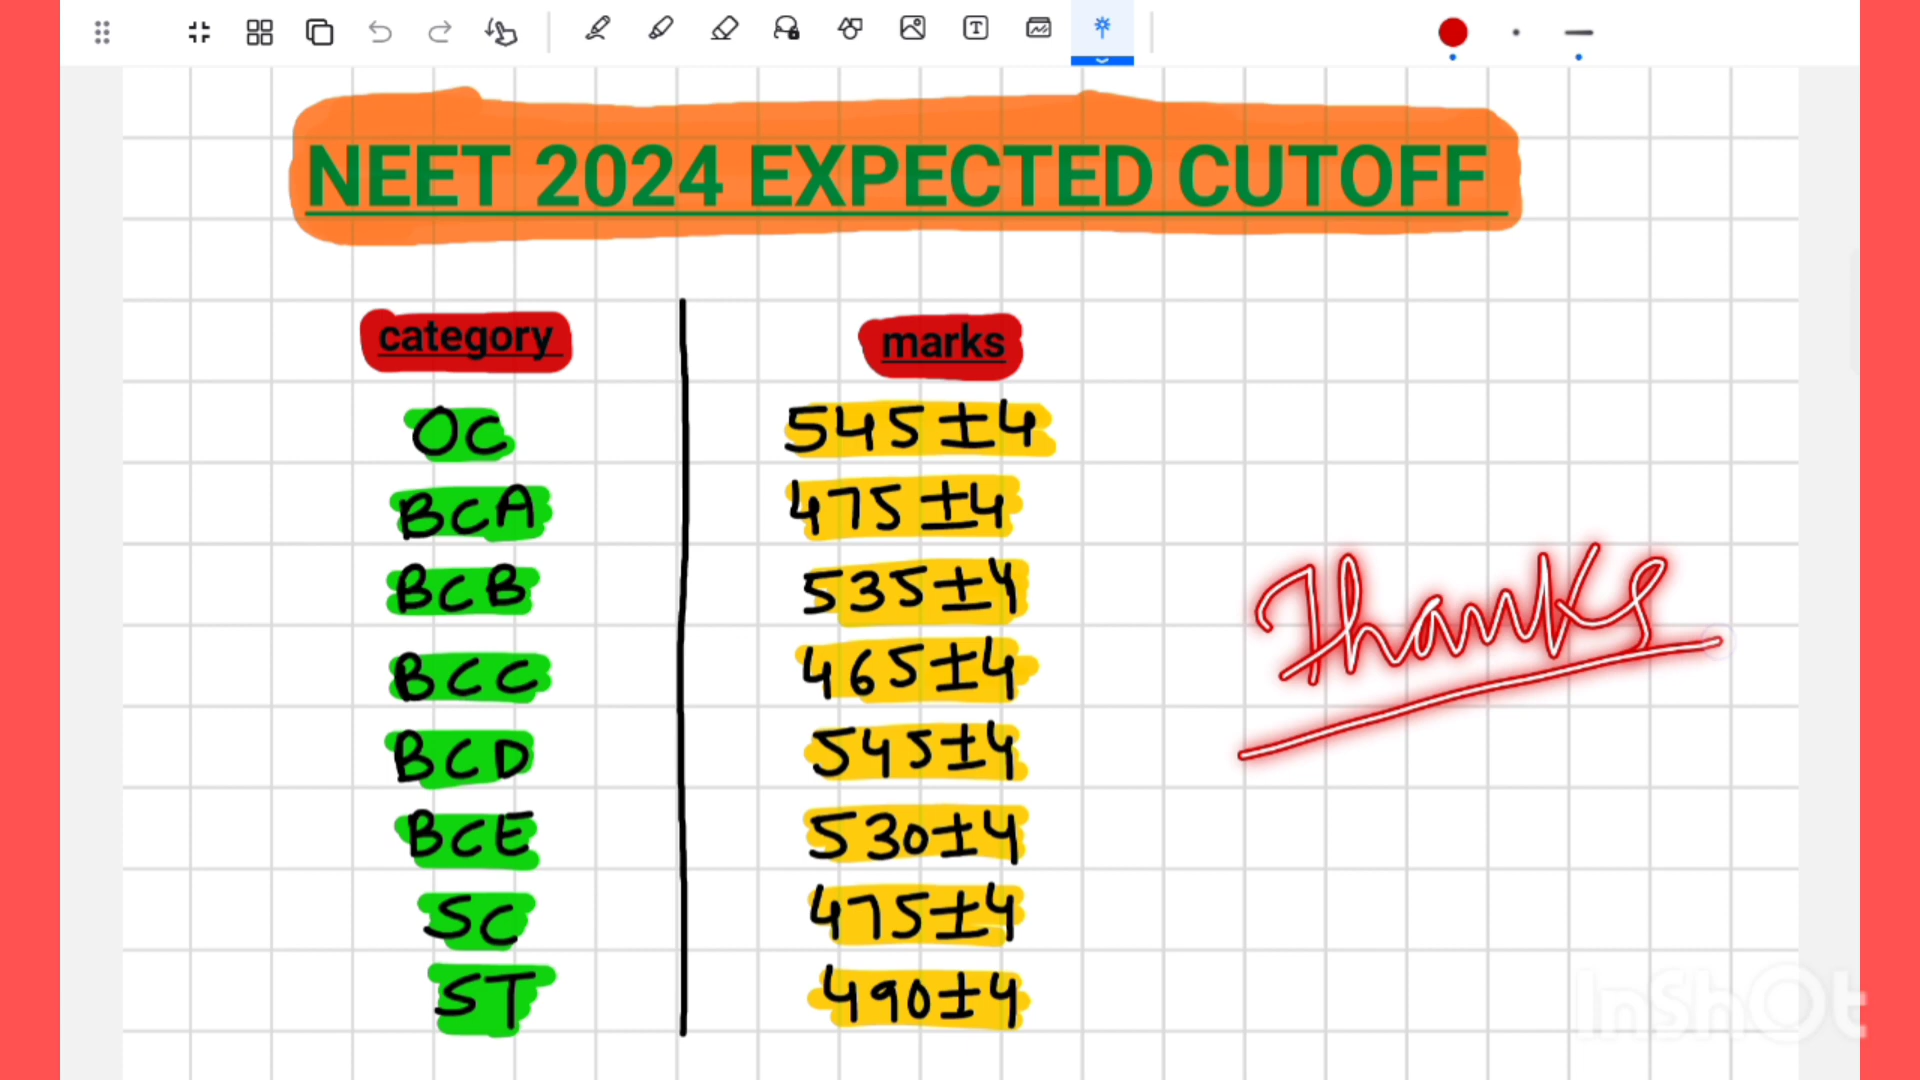 NEET 2024 EXPECTED CUTOFF
category marks
OC 545±4
BCA 475±4
BCB 535±4
BCC 465±4
BCD 545±4
BCE 530±4
SC 475±4
ST 490±4
Thanks
InShOt